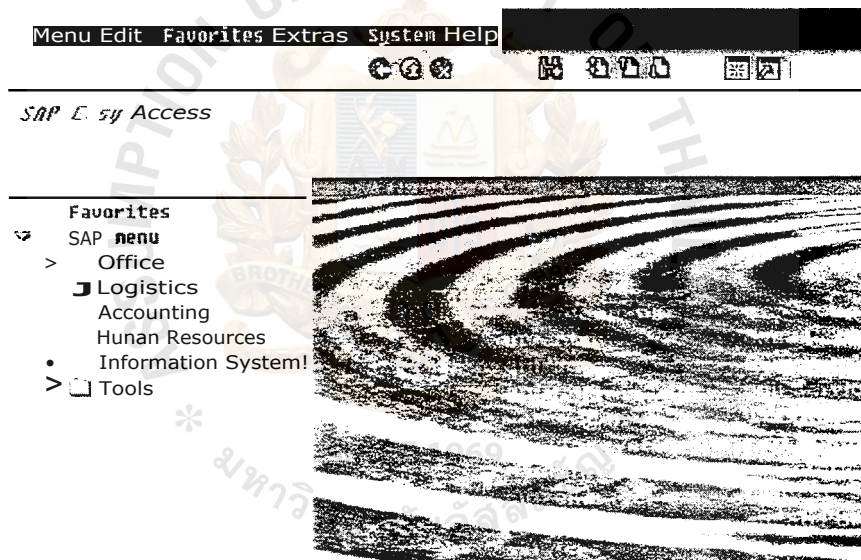 Menu Edit Favorites Extras System Help
SAP E sy Access
Favorites
SAP menu
> Office
Logistics
Accounting
Hunan Resources
• Information System!
> Tools
* 
1969